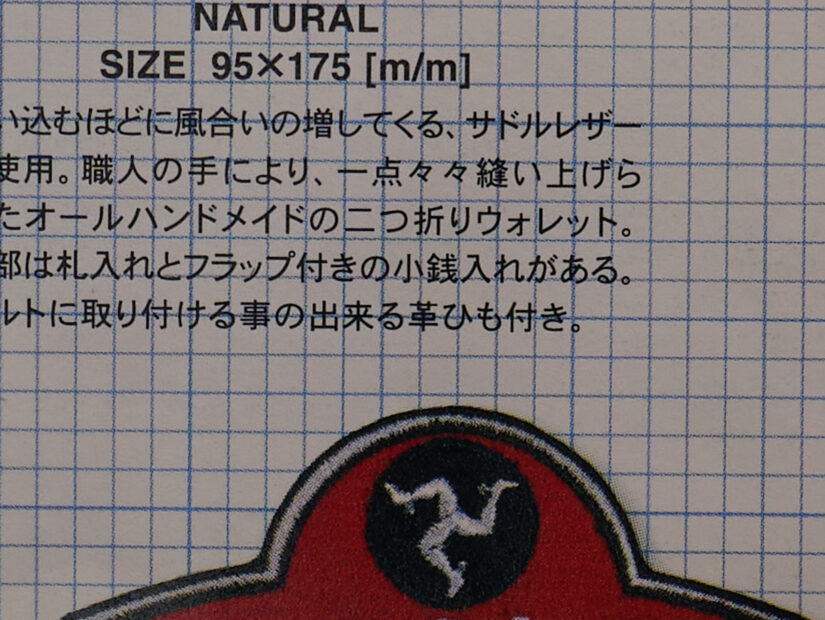 NATURAL
SIZE 95×175 [m/m]
い込むほどに風合いの増してくる、サドルレザー
使用。職人の手により、一点々々縫い上げら
たオールハンドメイドの二つ折りウォレット。
部は札入れとフラップ付きの小銭入れがある。
ルトに取り付ける事の出来る革ひも付き。